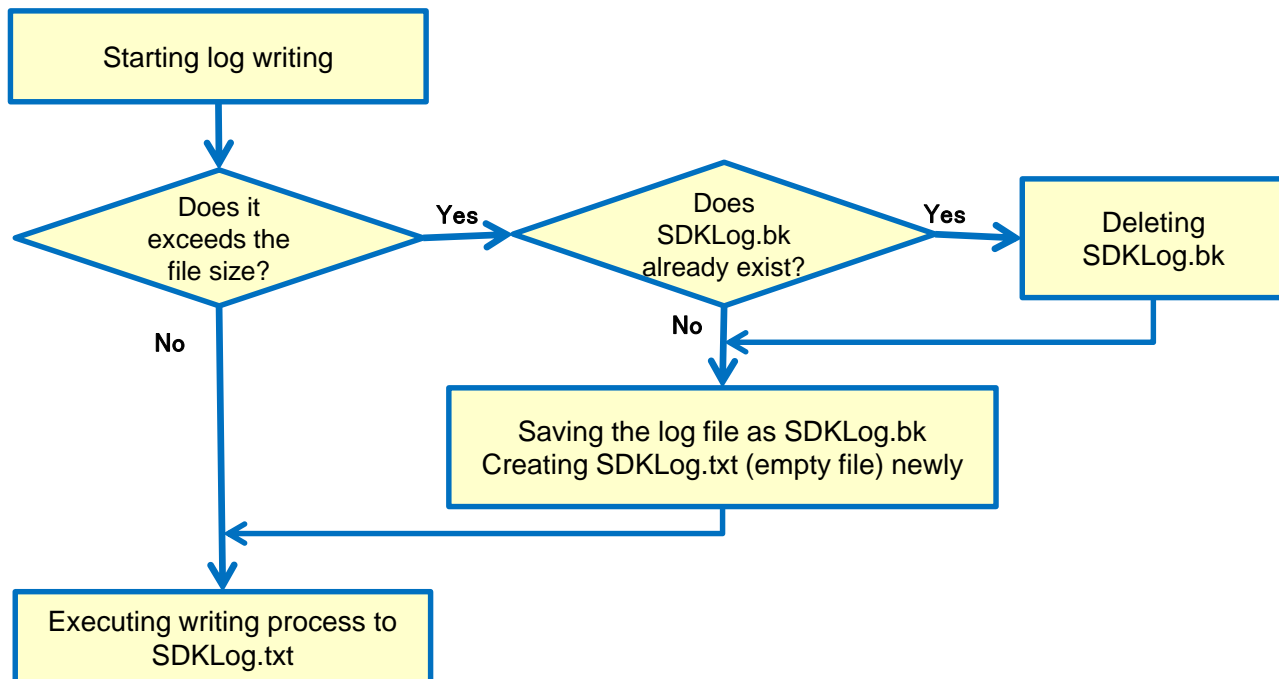 Starting log writing
Does it
exceeds the
file size?
Yes
Does
SDKLog.bk
already exist?
Yes
Deleting
SDKLog.bk
No
No
Saving the log file as SDKLog.bk
Creating SDKLog.txt (empty file) newly
Executing writing process to
SDKLog.txt